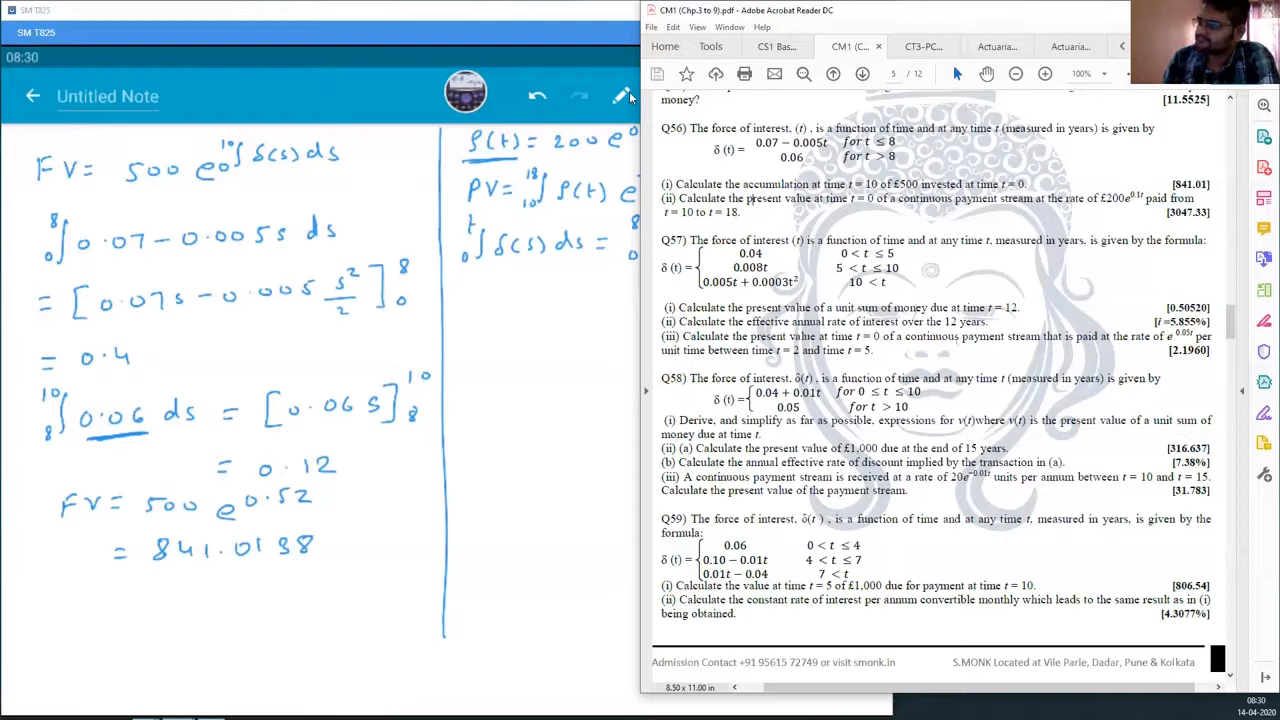 SM T825
SM T825
08:30
Untitled Note
FV = 500 e 0∫10 δ(s) ds
0∫8 0.07 - 0.005s ds
= [0.07s - 0.005 s²/2]8 0
= 0.4
8∫10 0.06 ds = [0.06 s]10 8
= 0.12
FV = 500 e^0.52
= 841.0138
ρ(t) = 200 e
PV = 10∫18 ρ(t) e
0∫t δ(s) ds =
CM1 (Chp.3 to 9).pdf - Adobe Acrobat Reader DC
File Edit View Window Help
Home Tools CS1 Bas... CM1 (C... × CT3-PC... Actuaria... Actuaria...
5 / 12 100%
money? [11.5525]
Q56) The force of interest, (t) , is a function of time and at any time t (measured in years) is given by
δ (t) = 0.07 − 0.005t for t ≤ 8
0.06 for t > 8
(i) Calculate the accumulation at time t = 10 of £500 invested at time t = 0. [841.01]
(ii) Calculate the present value at time t = 0 of a continuous payment stream at the rate of £200e^0.1t paid from
t = 10 to t = 18. [3047.33]
Q57) The force of interest (t) is a function of time and at any time t, measured in years, is given by the formula:
0.04 0 < t ≤ 5
δ (t) = { 0.008t 5 < t ≤ 10
0.005t + 0.0003t² 10 < t
(i) Calculate the present value of a unit sum of money due at time t = 12. [0.50520]
(ii) Calculate the effective annual rate of interest over the 12 years. [i =5.855%]
(iii) Calculate the present value at time t = 0 of a continuous payment stream that is paid at the rate of e^0.05t per
unit time between time t = 2 and time t = 5. [2.1960]
Q58) The force of interest, δ(t) , is a function of time and at any time t (measured in years) is given by
δ (t) = { 0.04 + 0.01t for 0 ≤ t ≤ 10
0.05 for t > 10
(i) Derive, and simplify as far as possible, expressions for v(t)where v(t) is the present value of a unit sum of
money due at time t.
(ii) (a) Calculate the present value of £1,000 due at the end of 15 years. [316.637]
(b) Calculate the annual effective rate of discount implied by the transaction in (a). [7.38%]
(iii) A continuous payment stream is received at a rate of 20e^−0.01t units per annum between t = 10 and t = 15.
Calculate the present value of the payment stream. [31.783]
Q59) The force of interest, δ(t ) , is a function of time and at any time t, measured in years, is given by the
formula:
0.06 0 < t ≤ 4
δ (t) = { 0.10 − 0.01t 4 < t ≤ 7
0.01t − 0.04 7 < t
(i) Calculate the value at time t = 5 of £1,000 due for payment at time t = 10. [806.54]
(ii) Calculate the constant rate of interest per annum convertible monthly which leads to the same result as in (i)
being obtained. [4.3077%]
Admission Contact +91 95615 72749 or visit smonk.in S.MONK Located at Vile Parle, Dadar, Pune & Kolkata
8.50 x 11.00 in
08:30
14-04-2020